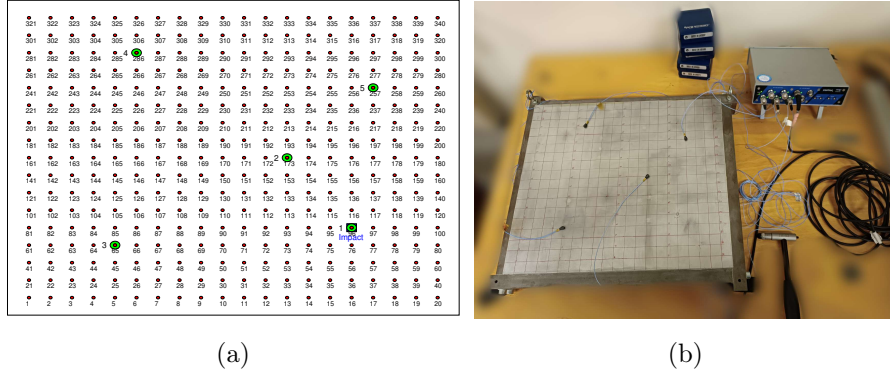 321 322 323 324 325 326 327 328 329 330 331 332 333 334 335 336 337 338 339 340
301 302 303 304 305 306 307 308 309 310 311 312 313 314 315 316 317 318 319 320
4
281 282 283 284 285 286 287 288 289 290 291 292 293 294 295 296 297 298 299 300
261 262 263 264 265 266 267 268 269 270 271 272 273 274 275 276 277 278 279 280
5
241 242 243 244 245 246 247 248 249 250 251 252 253 254 255 256 257 258 259 260
221 222 223 224 225 226 227 228 229 230 231 232 233 234 235 236 237 238 239 240
201 202 203 204 205 206 207 208 209 210 211 212 213 214 215 216 217 218 219 220
181 182 183 184 185 186 187 188 189 190 191 192 193 194 195 196 197 198 199 200
2
161 162 163 164 165 166 167 168 169 170 171 172 173 174 175 176 177 178 179 180
141 142 143 144 145 146 147 148 149 150 151 152 153 154 155 156 157 158 159 160
121 122 123 124 125 126 127 128 129 130 131 132 133 134 135 136 137 138 139 140
101 102 103 104 105 106 107 108 109 110 111 112 113 114 115 116 117 118 119 120
1
81 82 83 84 85 86 87 88 89 90 91 92 93 94 95 96 97 98 99 100
Impact
3
61 62 63 64 65 66 67 68 69 70 71 72 73 74 75 76 77 78 79 80
41 42 43 44 45 46 47 48 49 50 51 52 53 54 55 56 57 58 59 60
21 22 23 24 25 26 27 28 29 30 31 32 33 34 35 36 37 38 39 40
1 2 3 4 5 6 7 8 9 10 11 12 13 14 15 16 17 18 19 20
(a)
(b)